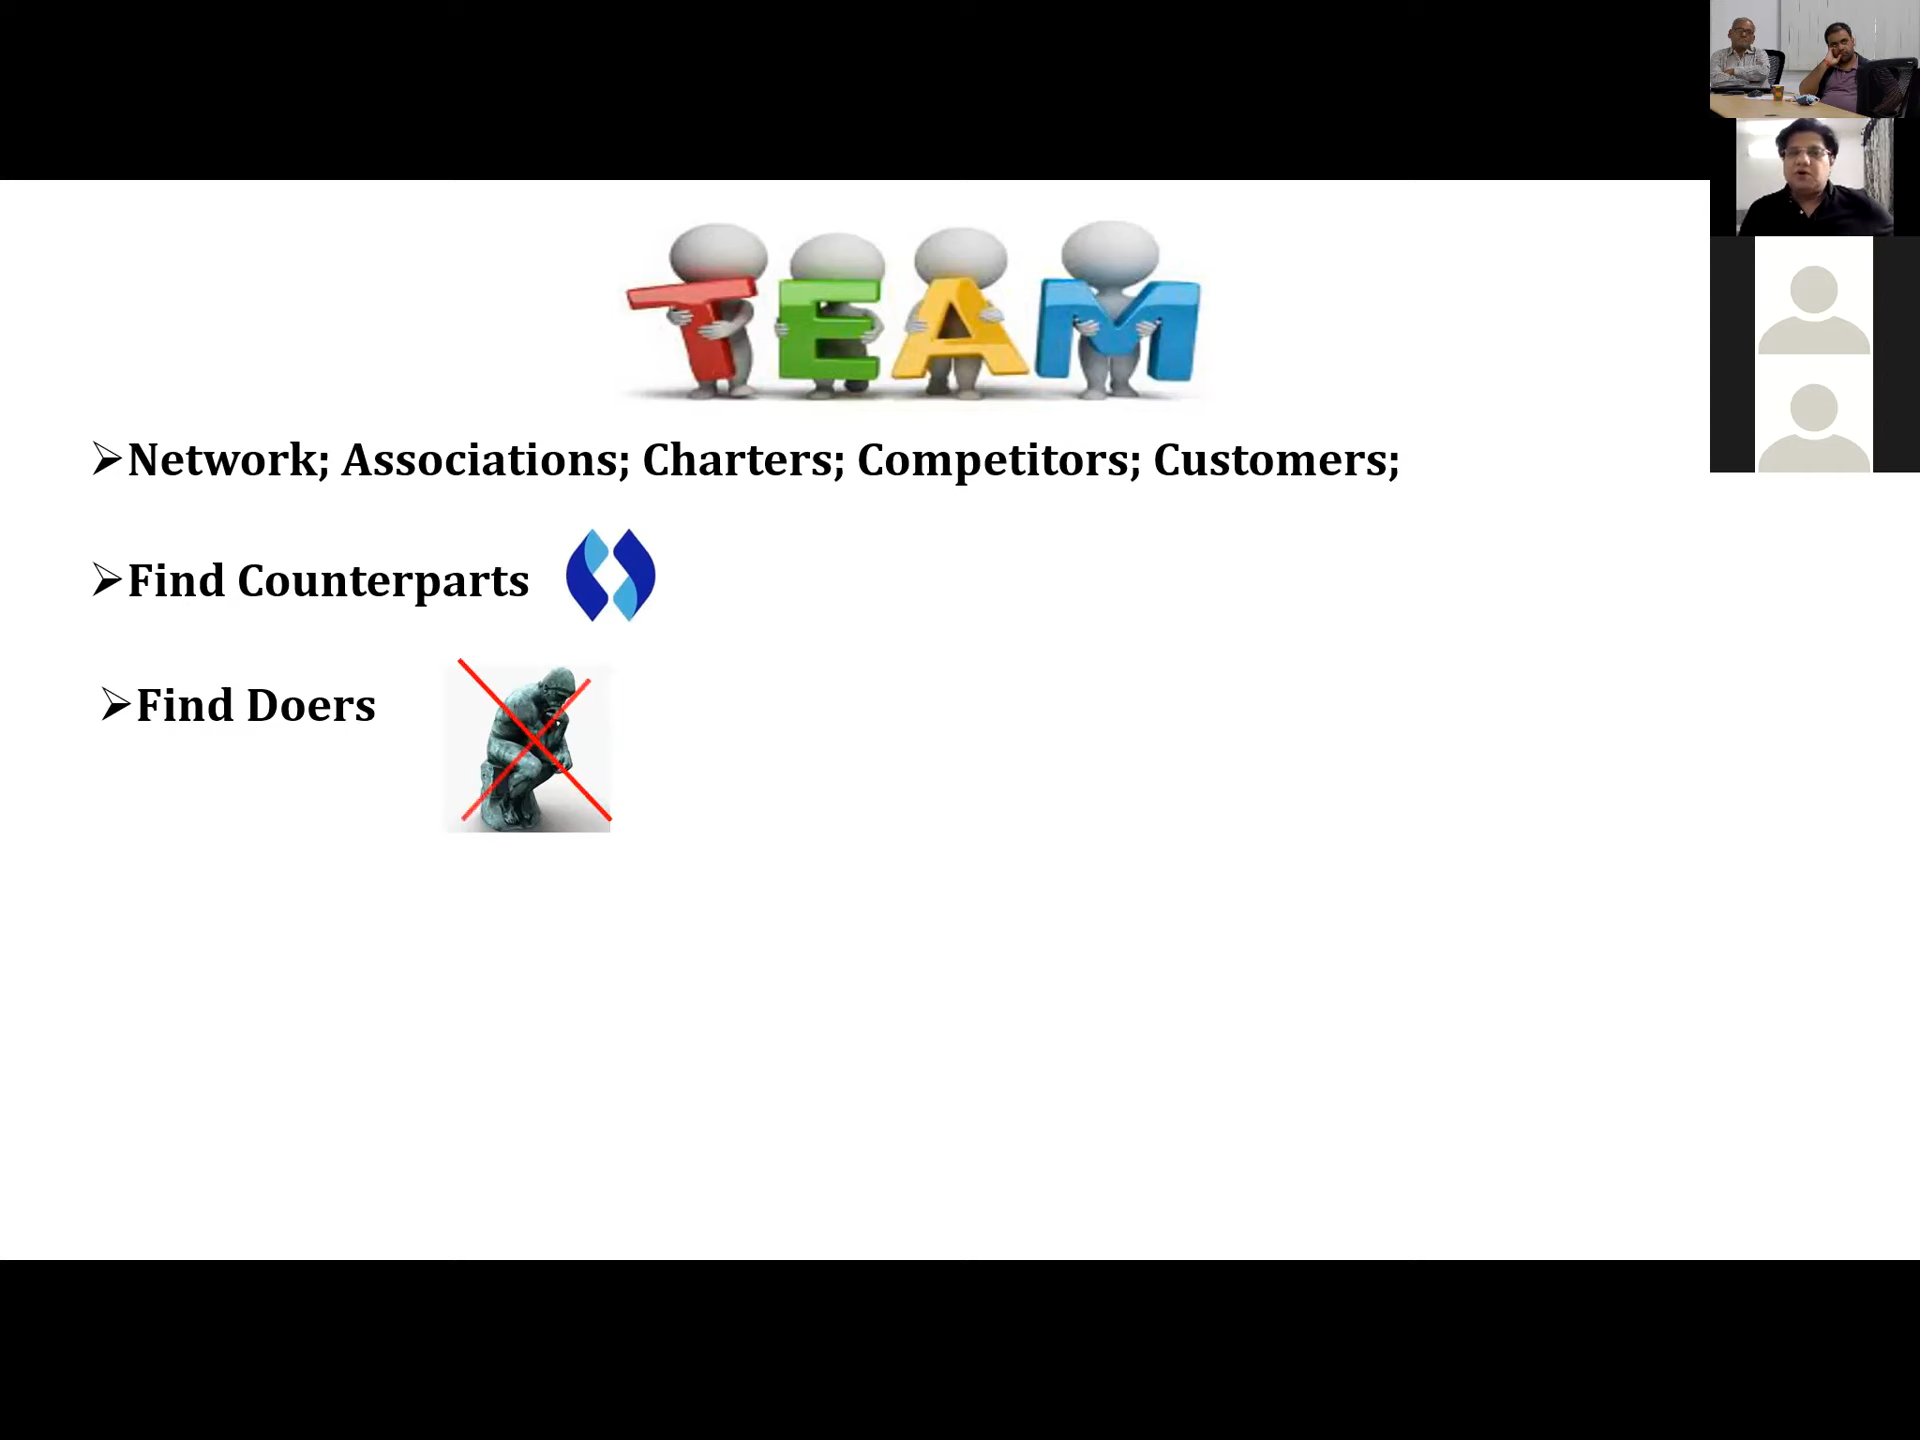 TEAM
➢Network; Associations; Charters; Competitors; Customers;
➢Find Counterparts
➢Find Doers